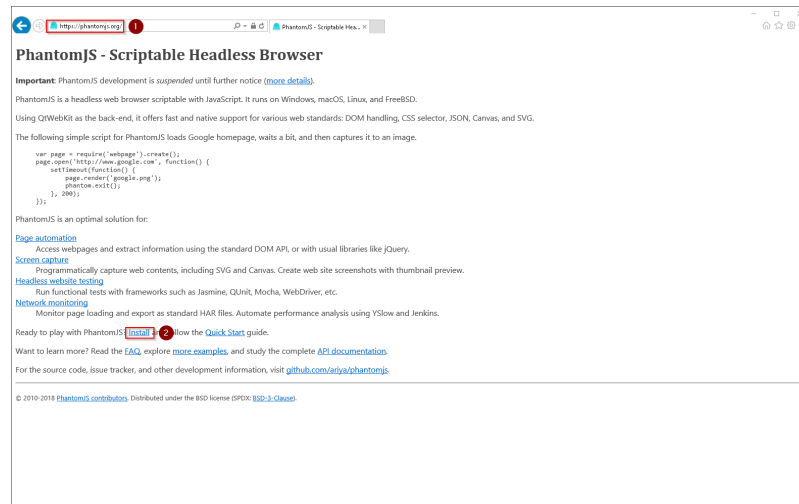 https://phantomjs.org/
1
PhantomJS - Scriptable Hea...
PhantomJS - Scriptable Headless Browser
Important: PhantomJS development is suspended until further notice (more details).
PhantomJS is a headless web browser scriptable with JavaScript. It runs on Windows, macOS, Linux, and FreeBSD.
Using QtWebKit as the back-end, it offers fast and native support for various web standards: DOM handling, CSS selector, JSON, Canvas, and SVG.
The following simple script for PhantomJS loads Google homepage, waits a bit, and then captures it to an image.
var page = require('webpage').create();
page.open('http://www.google.com', function() {
setTimeout(function() {
page.render('google.png');
phantom.exit();
}, 200);
});
PhantomJS is an optimal solution for:
Page automation
Access webpages and extract information using the standard DOM API, or with usual libraries like jQuery.
Screen capture
Programmatically capture web contents, including SVG and Canvas. Create web site screenshots with thumbnail preview.
Headless website testing
Run functional tests with frameworks such as Jasmine, QUnit, Mocha, WebDriver, etc.
Network monitoring
Monitor page loading and export as standard HAR files. Automate performance analysis using YSlow and Jenkins.
Ready to play with PhantomJS? Install 2 the Quick Start guide.
Want to learn more? Read the FAQ, explore more examples, and study the complete API documentation.
For the source code, issue tracker, and other development information, visit github.com/ariya/phantomjs.
© 2010-2018 PhantomJS contributors. Distributed under the BSD license (SPDX: BSD-3-Clause).